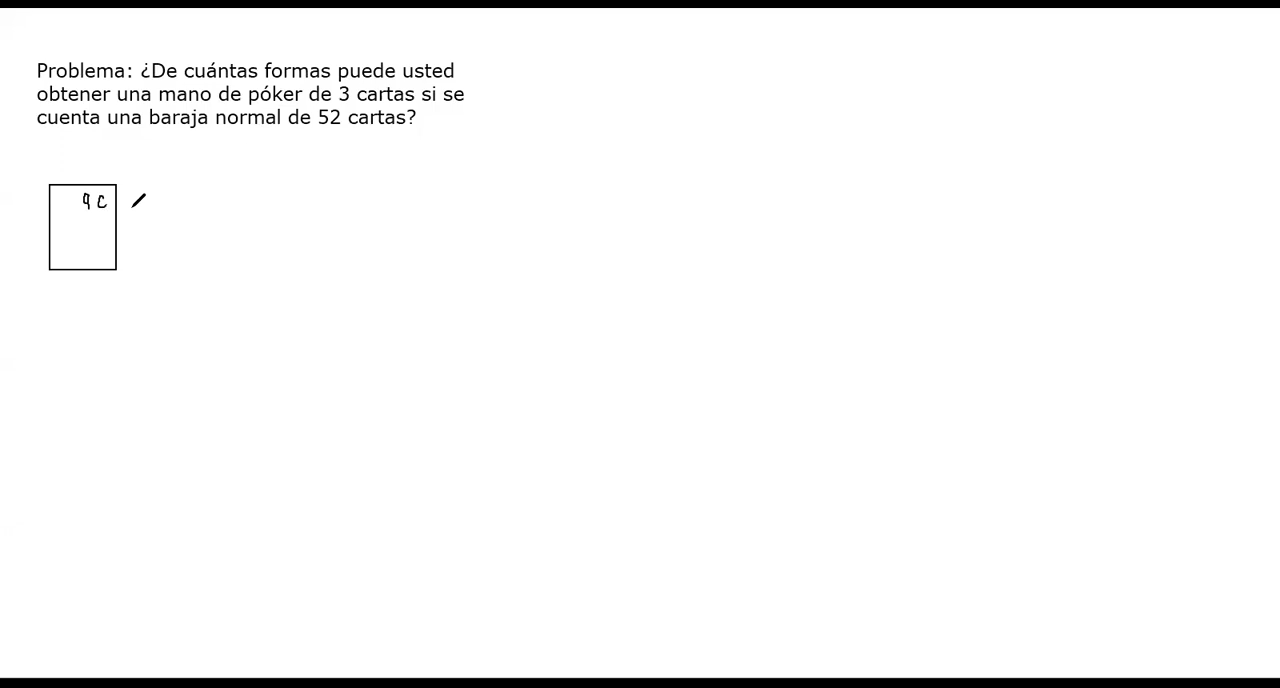 Problema: ¿De cuántas formas puede usted
obtener una mano de póker de 3 cartas si se
cuenta una baraja normal de 52 cartas?
9 C